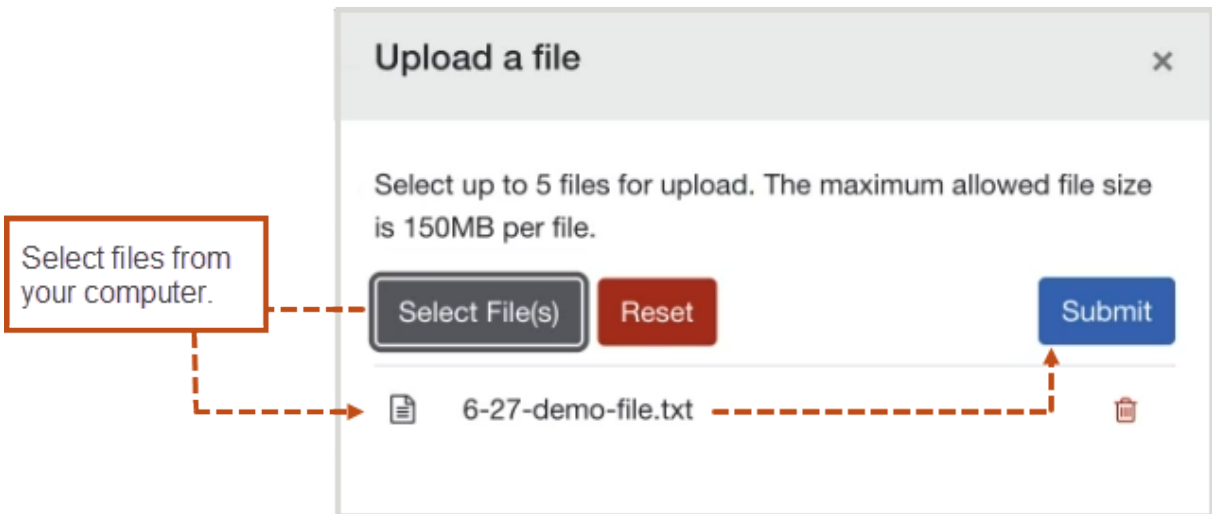 Upload a file
×
Select up to 5 files for upload. The maximum allowed file size
is 150MB per file.
Select files from
your computer.
Select File(s)
Reset
Submit
6-27-demo-file.txt